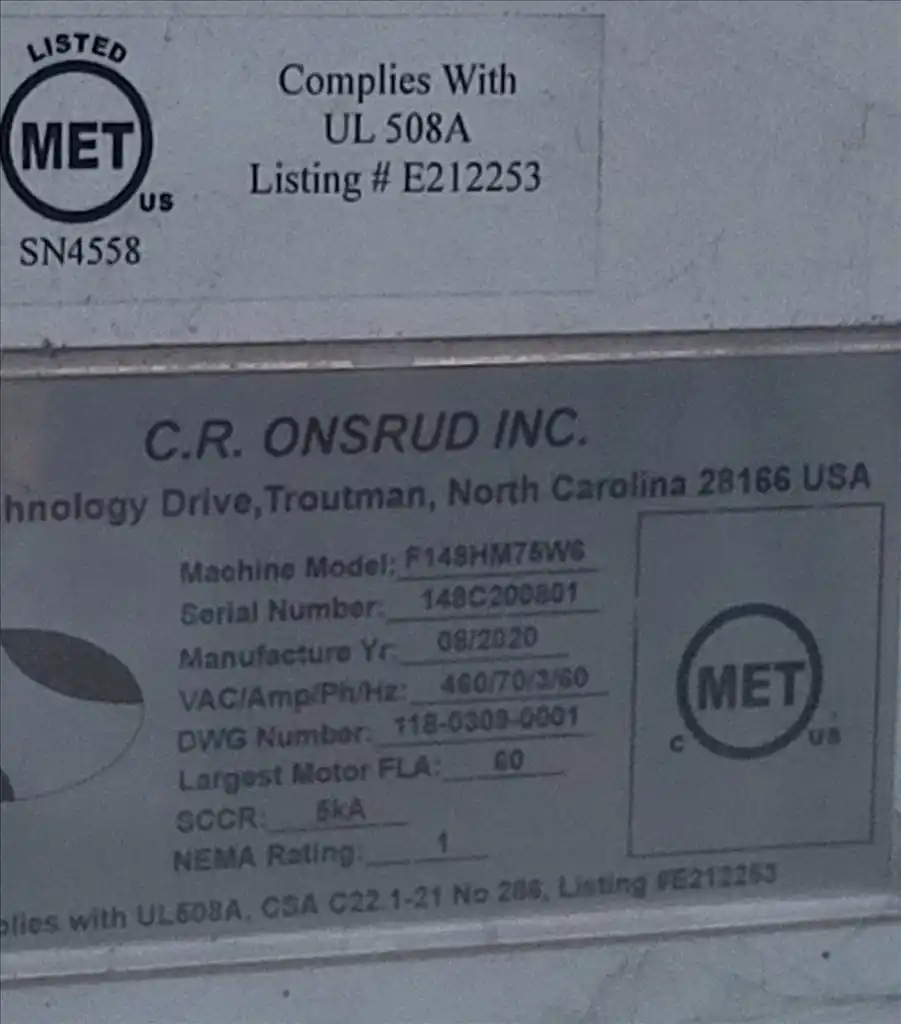 LISTED
MET
US
SN4558
Complies With
UL 508A
Listing # E212253
C.R. ONSRUD INC.
hnology Drive,Troutman, North Carolina 28166 USA
Machine Model: F148HM75W6
Serial Number: 148C200801
Manufacture Yr: 08/2020
VAC/Amp/Ph/Hz: 460/70/3/60
DWG Number: 118-0309-0001
Largest Motor FLA: 60
SCCR: 5kA
NEMA Rating: 1
C MET US
plies with UL508A, CSA C22.1-21 No 286, Listing #E212253